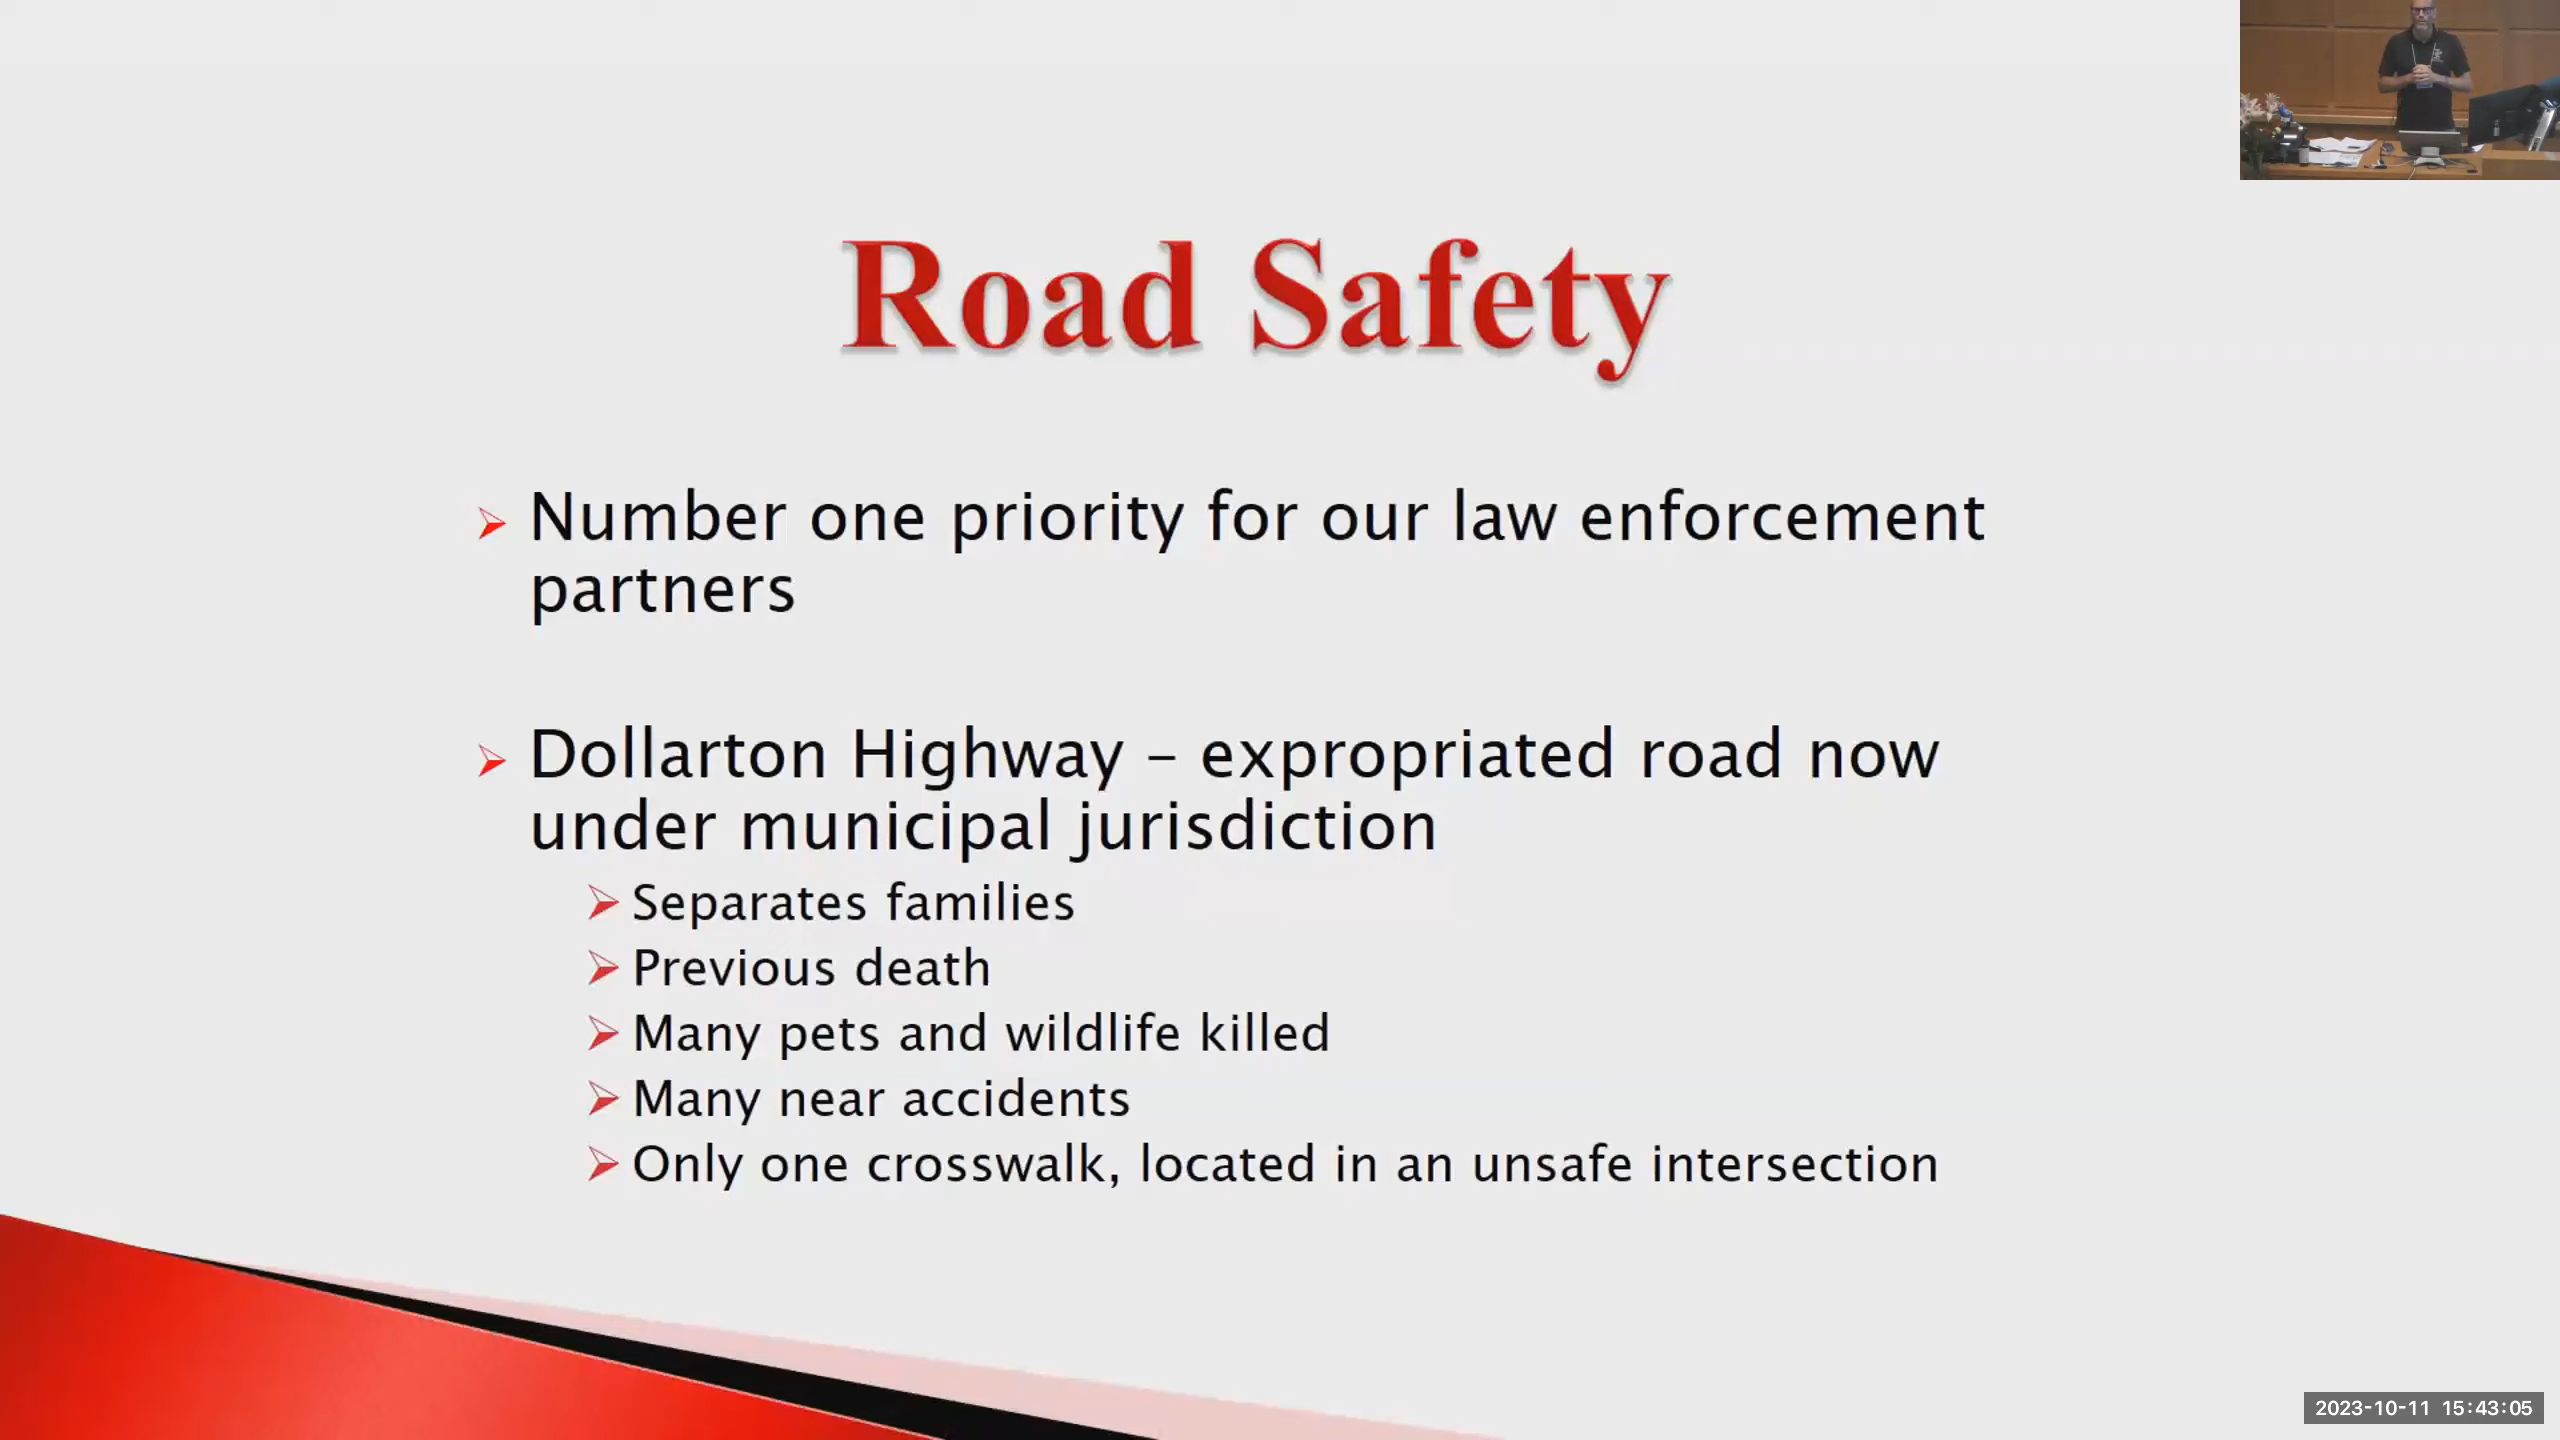 Road Safety
Number one priority for our law enforcement
partners
Dollarton Highway – expropriated road now
under municipal jurisdiction
Separates families
Previous death
Many pets and wildlife killed
Many near accidents
Only one crosswalk, located in an unsafe intersection
2023-10-11 15:43:05